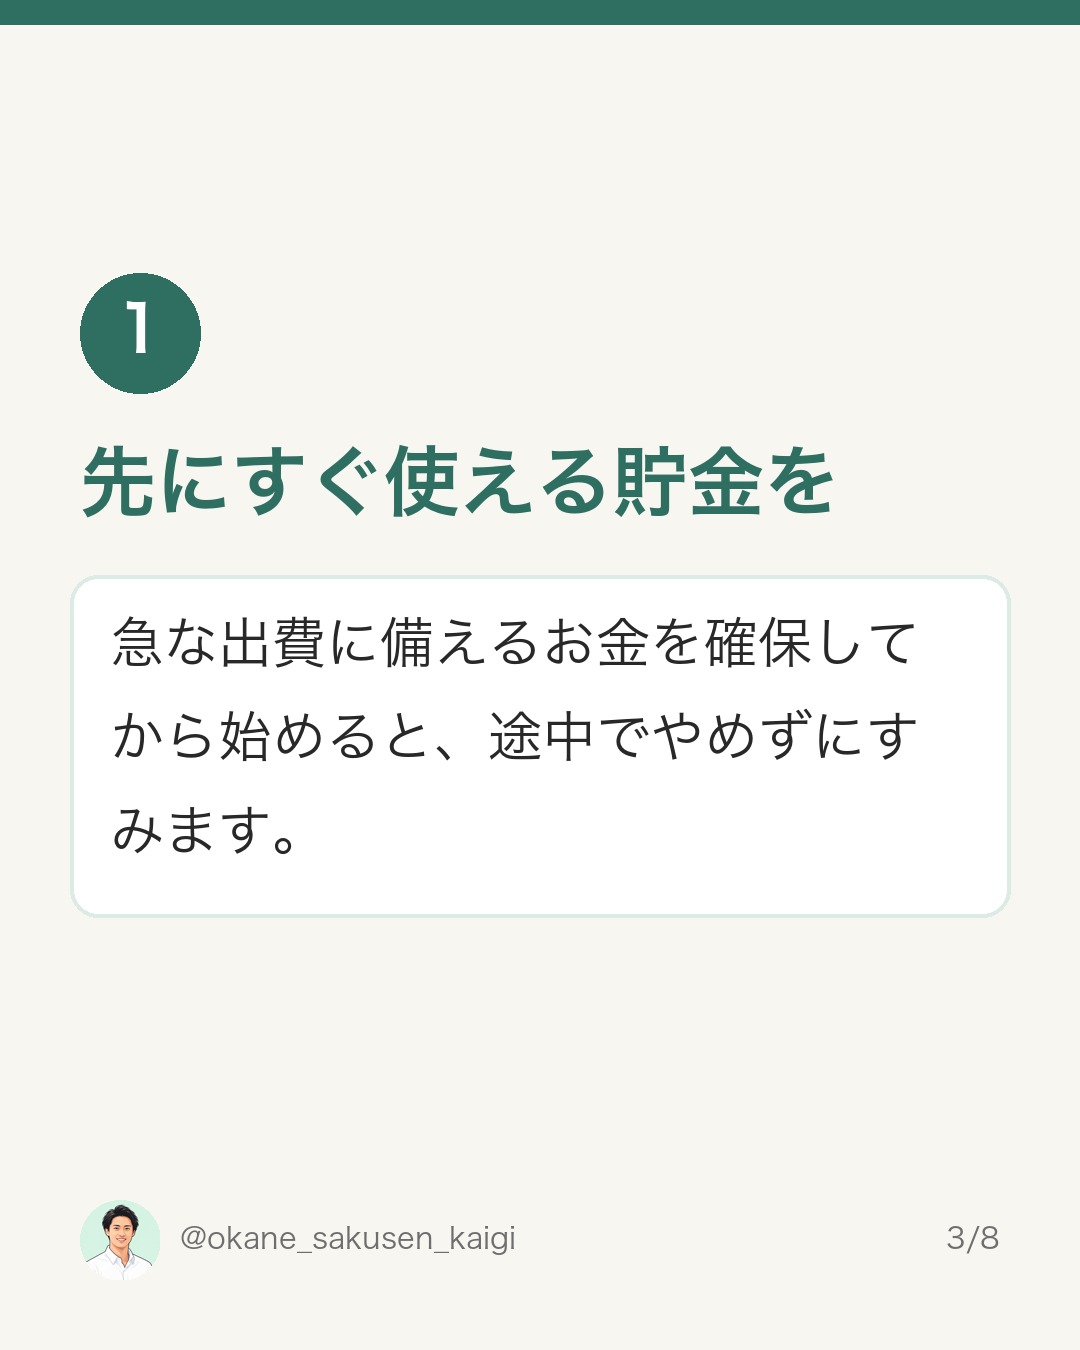 1
先にすぐ使える貯金を
急な出費に備えるお金を確保して
から始めると、途中でやめずにす
みます。
@okane_sakusen_kaigi
3/8